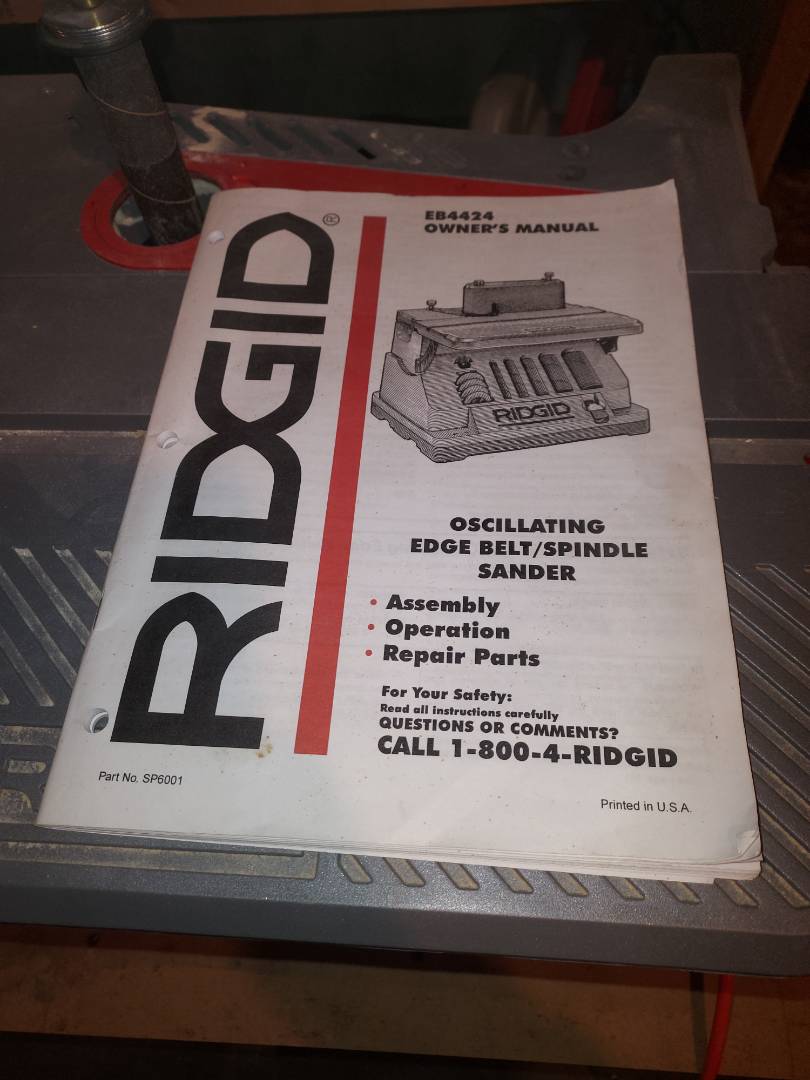 RIDGID®
EB4424
OWNER'S MANUAL
RIDGID
OSCILLATING
EDGE BELT/SPINDLE
SANDER
• Assembly
• Operation
• Repair Parts
For Your Safety:
Read all instructions carefully
QUESTIONS OR COMMENTS?
CALL 1-800-4-RIDGID
Part No. SP6001
Printed in U.S.A.